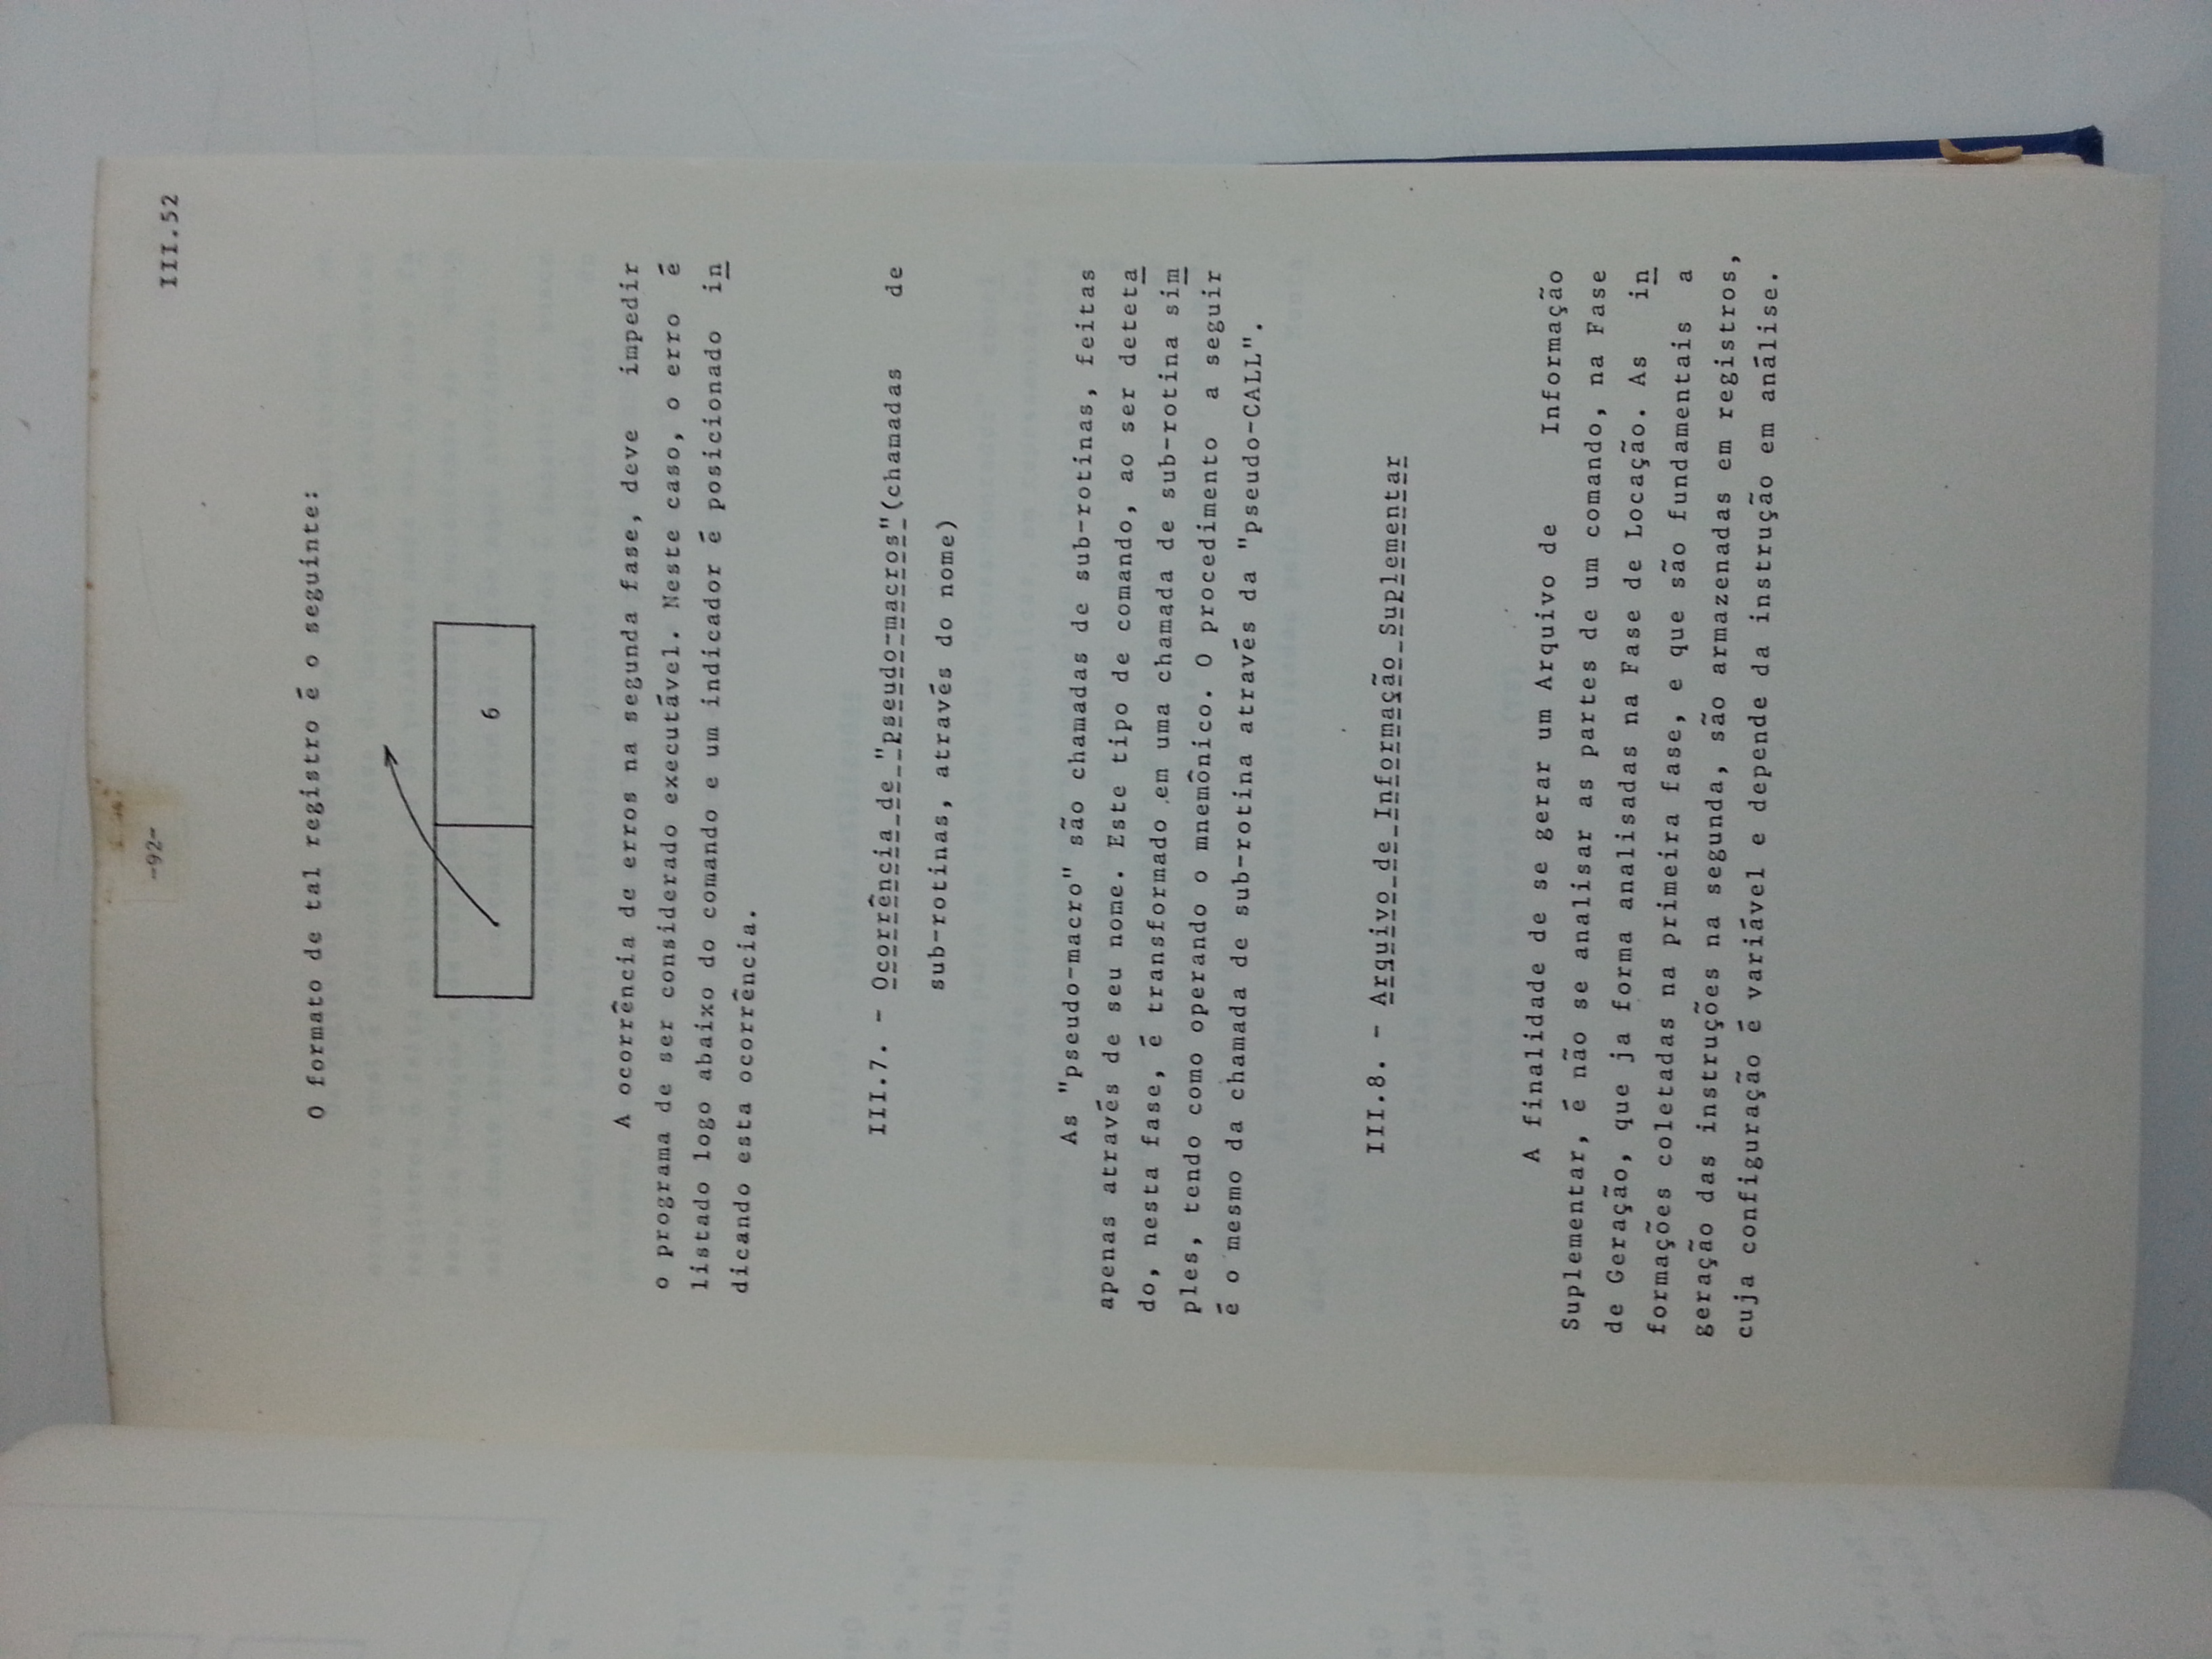 -92-
III.52
O formato de tal registro é o seguinte:
6
A ocorrência de erros na segunda fase, deve impedir
o programa de ser considerado executável. Neste caso, o erro é
listado logo abaixo do comando e um indicador é posicionado in
dicando esta ocorrência.
III.7. - Ocorrência de "pseudo-macros"(chamadas de
sub-rotinas, através do nome)
As "pseudo-macro" são chamadas de sub-rotinas, feitas
apenas através de seu nome. Este tipo de comando, ao ser deteta
do, nesta fase, é transformado em uma chamada de sub-rotina sim
ples, tendo como operando o mnemônico. O procedimento a seguir
é o mesmo da chamada de sub-rotina através da "pseudo-CALL".
III.8. - Arquivo de Informação Suplementar
A finalidade de se gerar um Arquivo de Informação
Suplementar, é não se analisar as partes de um comando, na Fase
de Geração, que ja forma analisadas na Fase de Locação. As in
formações coletadas na primeira fase, e que são fundamentais a
geração das instruções na segunda, são armazenadas em registros,
cuja configuração é variável e depende da instrução em análise.